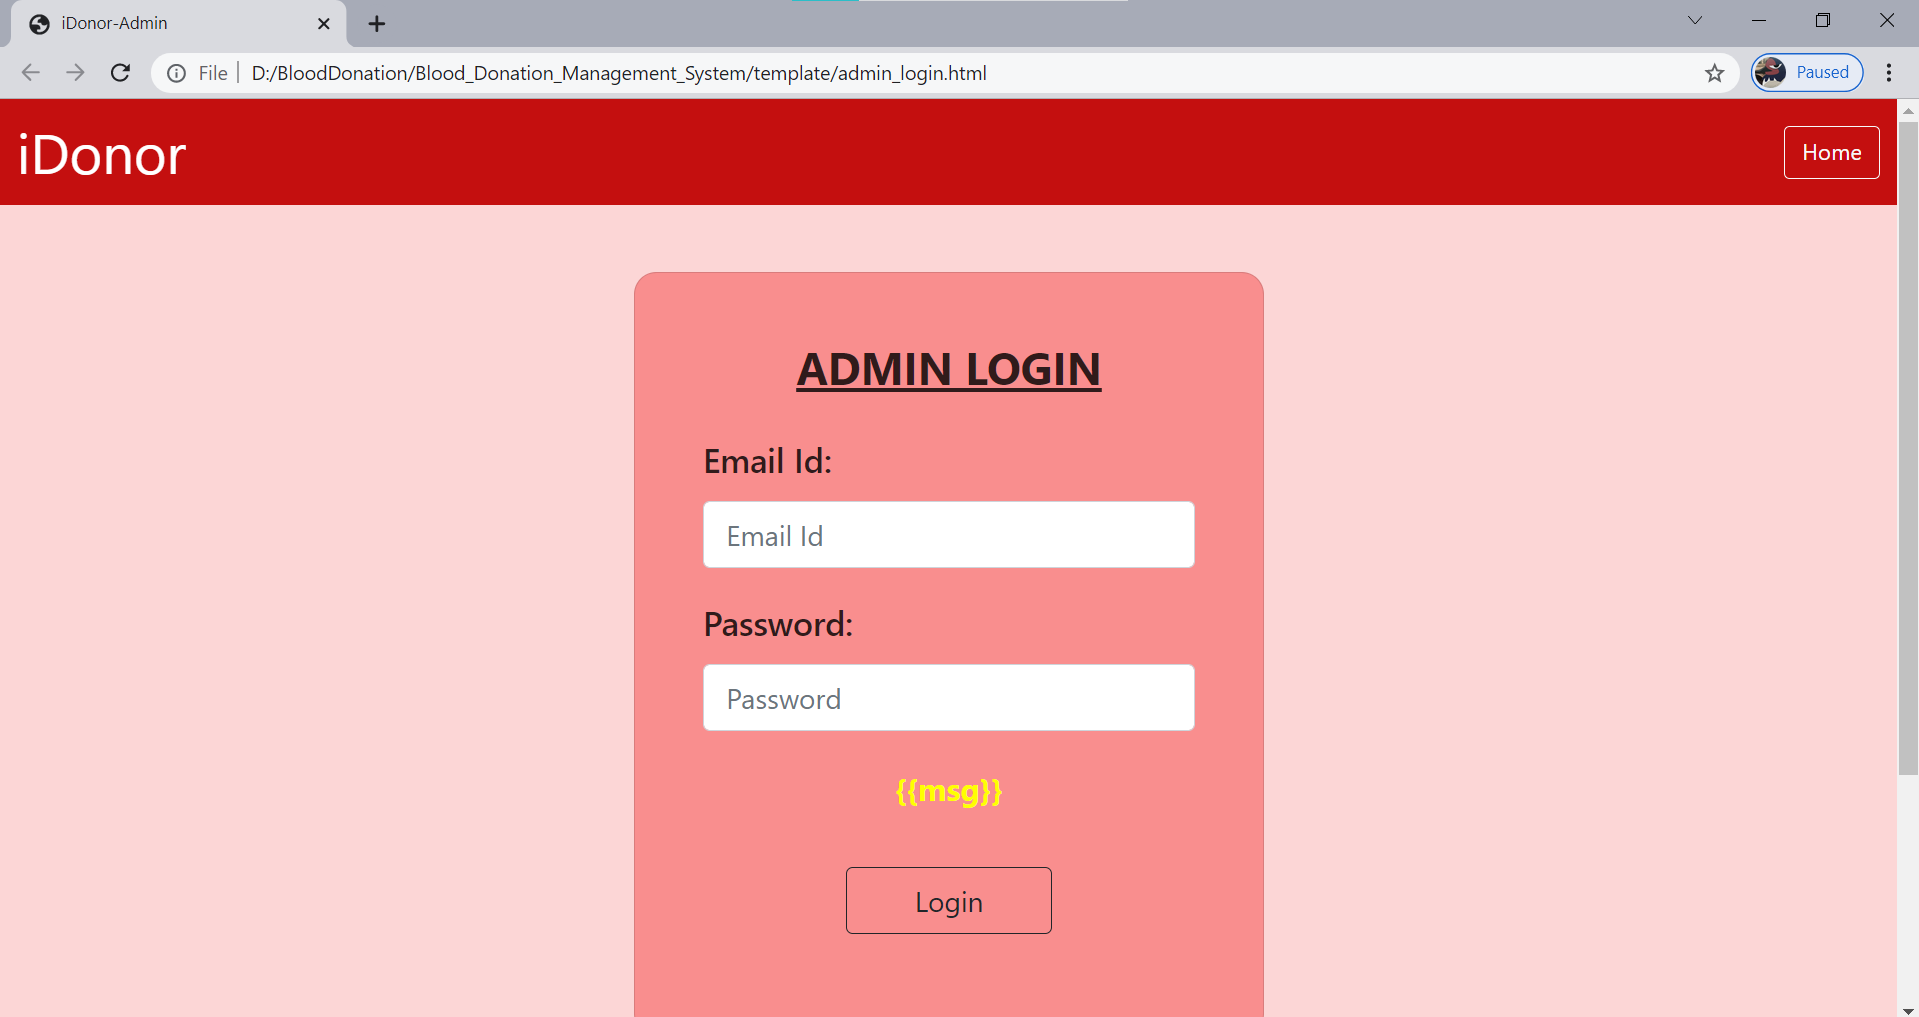 iDonor-Admin
File
D:/BloodDonation/Blood_Donation_Management_System/template/admin_login.html
Paused
iDonor
Home
ADMIN LOGIN
Email Id:
Email Id
Password:
Password
{{msg}}
Login